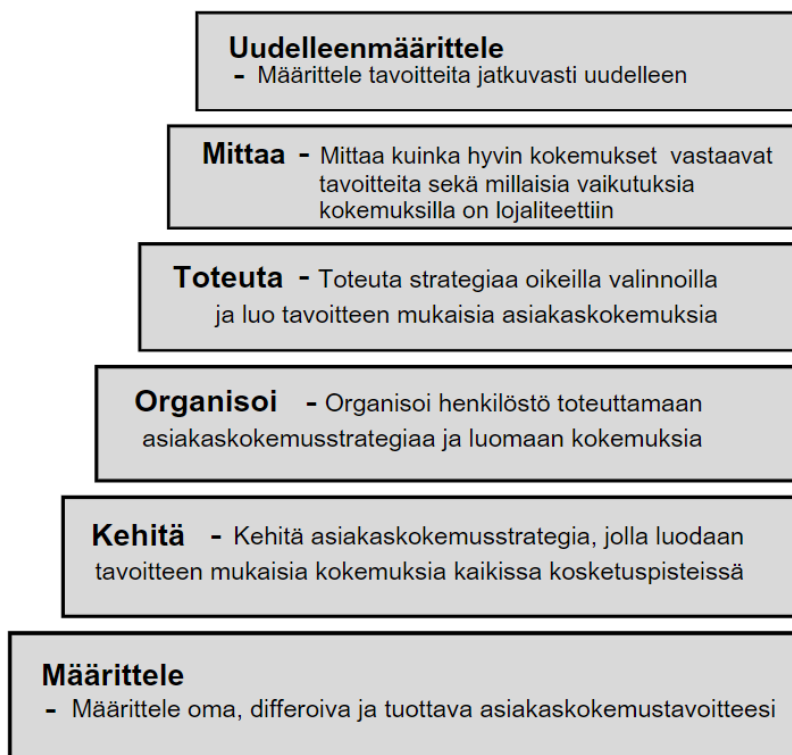 Uudelleenmäärittele
- Määrittele tavoitteita jatkuvasti uudelleen
Mittaa - Mittaa kuinka hyvin kokemukset vastaavat
tavoitteita sekä millaisia vaikutuksia
kokemuksilla on lojaliteettiin
Toteuta - Toteuta strategiaa oikeilla valinnoilla
ja luo tavoitteen mukaisia asiakaskokemuksia
Organisoi - Organisoi henkilöstö toteuttamaan
asiakaskokemusstrategiaa ja luomaan kokemuksia
Kehitä - Kehitä asiakaskokemusstrategia, jolla luodaan
tavoitteen mukaisia kokemuksia kaikissa kosketuspisteissä
Määrittele
- Määrittele oma, differoiva ja tuottava asiakaskokemustavoitteesi